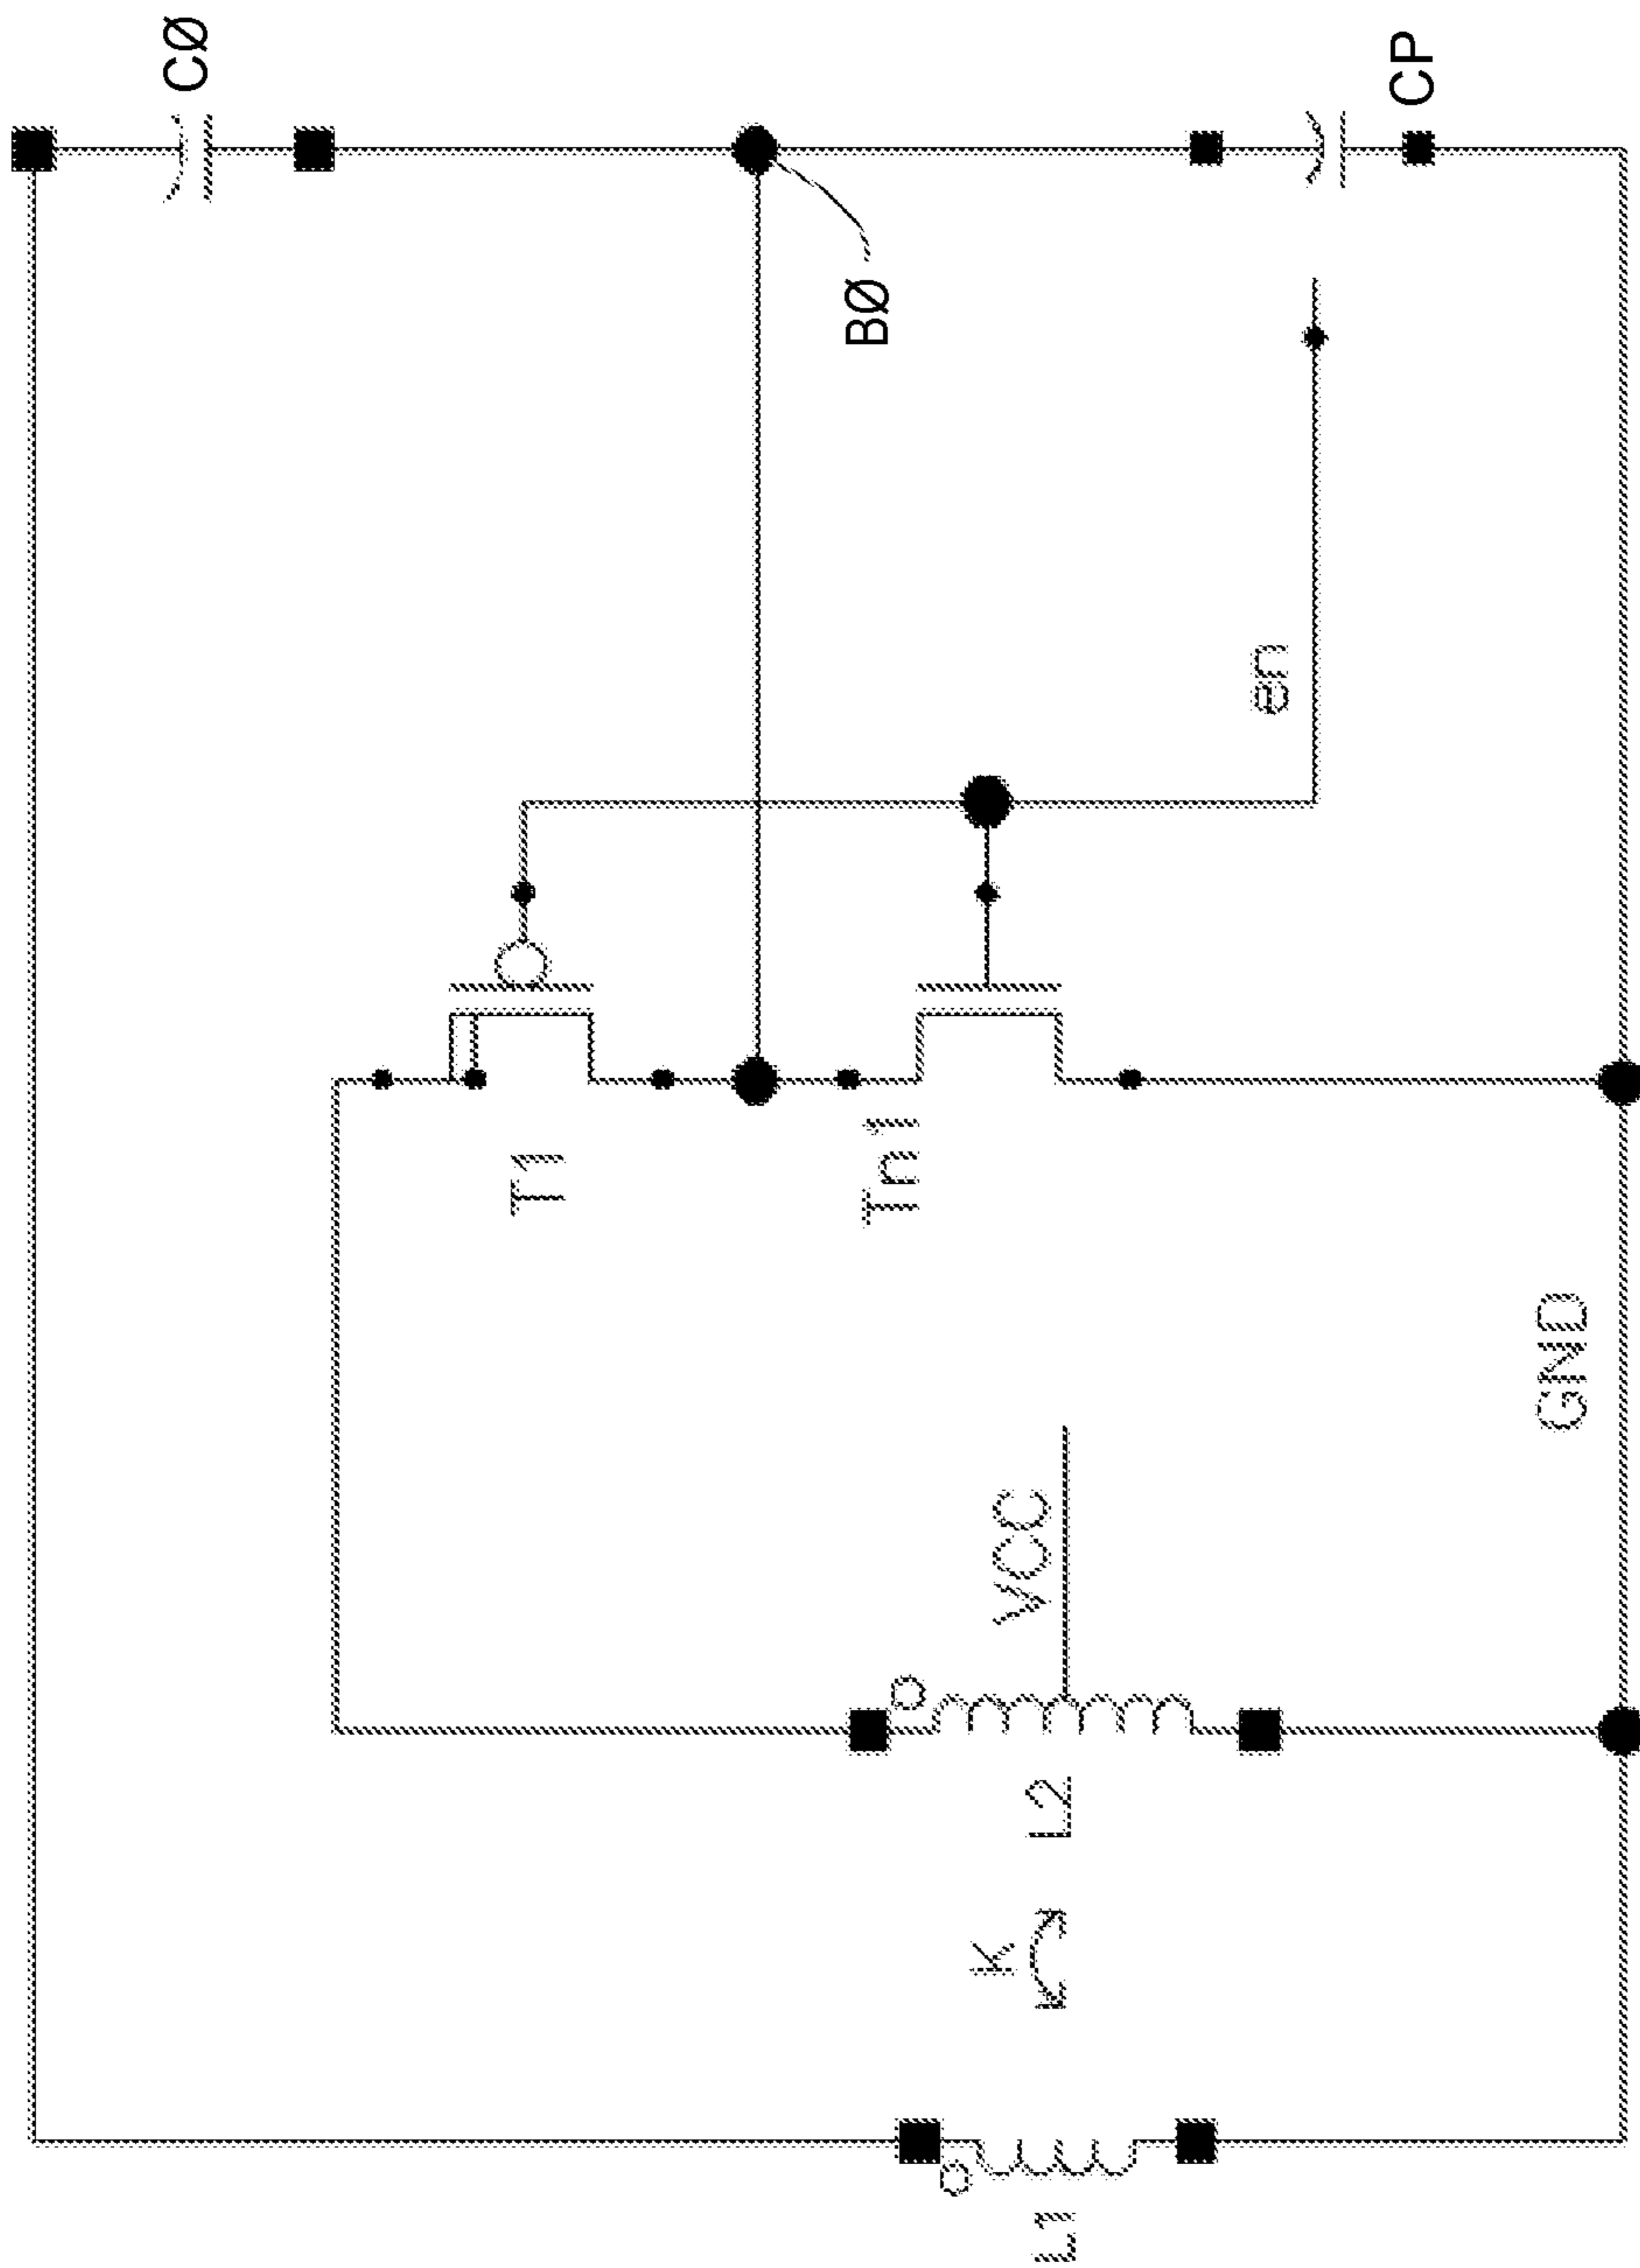 CØ
CP
BØ
en
T1
Tn1
GND
VCC
L2
K
L1